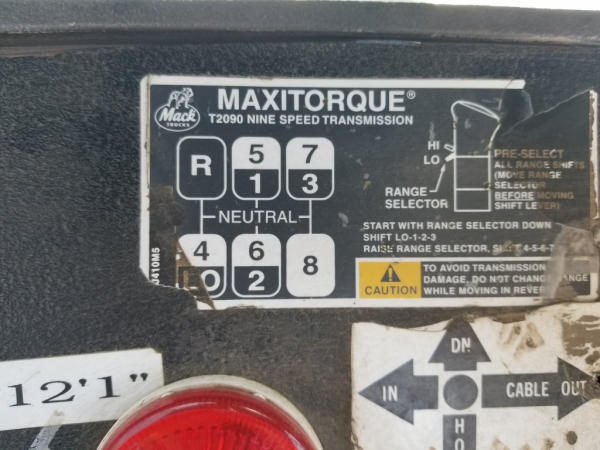 Mack
TRUCKS
MAXITORQUE®
T2090 NINE SPEED TRANSMISSION
R 5 7
1 3
NEUTRAL
4 6 8
LO 2
HI
LO
RANGE
SELECTOR
PRE-SELECT
ALL RANGE SHIFTS
(MOVE RANGE
SELECTOR
BEFORE MOVING
SHIFT LEVER)
START WITH RANGE SELECTOR DOWN
SHIFT LO-1-2-3
RAISE RANGE SELECTOR, 4-5-6-7
CAUTION
TO AVOID TRANSMISSION
DAMAGE, DO NOT CHANGE RANGE
WHILE MOVING IN REVER
12'1"
DN
IN
CABLE OUT
HO